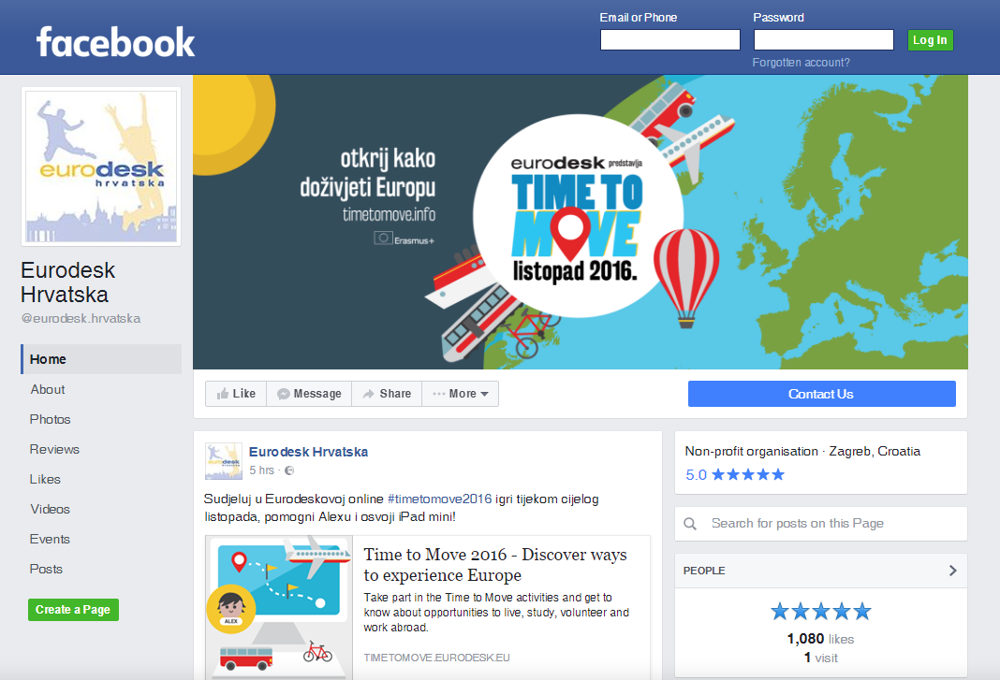 facebook
Email or Phone
Password
Log In
Forgotten account?
eurodesk
hrvatska
Eurodesk
Hrvatska
@eurodesk.hrvatska
Home
About
Photos
Reviews
Likes
Videos
Events
Posts
Create a Page
otkrij kako
doživjeti Europu
timetomove.info
Erasmus+
eurodesk predstavlja
TIME TO
MOVE
listopad 2016.
Like
Message
Share
More
Contact Us
eurodesk
Eurodesk Hrvatska
5 hrs ·
Sudjeluj u Eurodeskovoj online #timetomove2016 igri tijekom cijelog
listopada, pomogni Alexu i osvoji iPad mini!
ALEX
Time to Move 2016 - Discover ways
to experience Europe
Take part in the Time to Move activities and get to
know about opportunities to live, study, volunteer and
work abroad.
TIMETOMOVE.EURODESK.EU
Non-profit organisation · Zagreb, Croatia
5.0 ★★★★★
Search for posts on this Page
PEOPLE
★★★★★
1,080 likes
1 visit